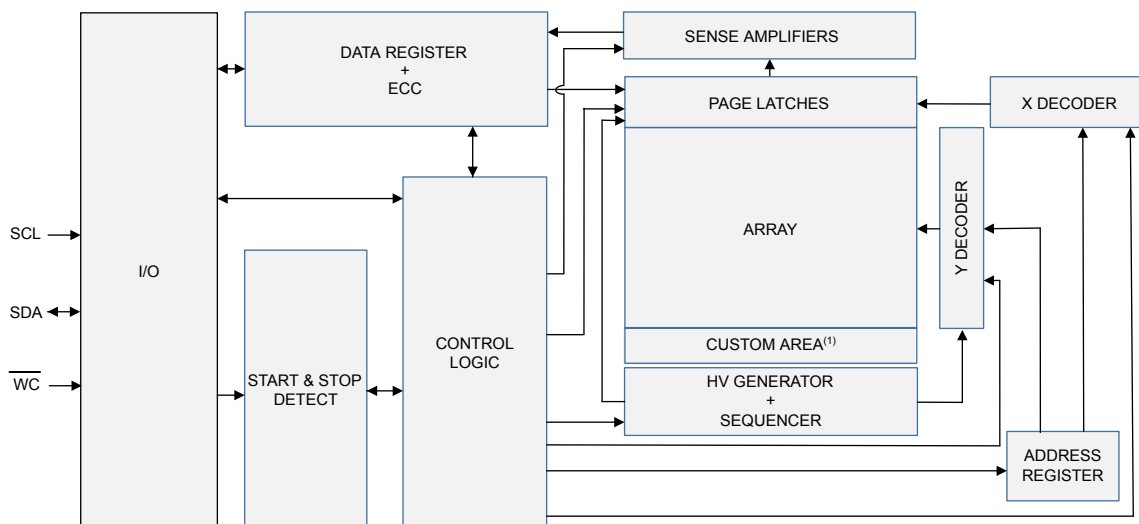 SENSE AMPLIFIERS
DATA REGISTER
+
ECC
PAGE LATCHES
X DECODER
ARRAY
Y DECODER
SCL
I/O
SDA
CONTROL
LOGIC
CUSTOM AREA(1)
START & STOP
DETECT
WC
HV GENERATOR
+
SEQUENCER
ADDRESS
REGISTER